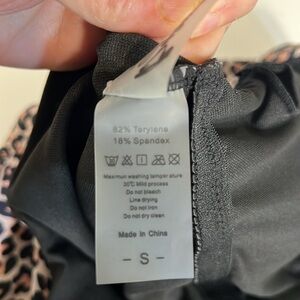 82% Terylene
18% Spandex
Maximun washing temperature
30℃ Mild process
Do not bleach
Line drying
Do not iron
Do not dry clean
Made in China
- S -